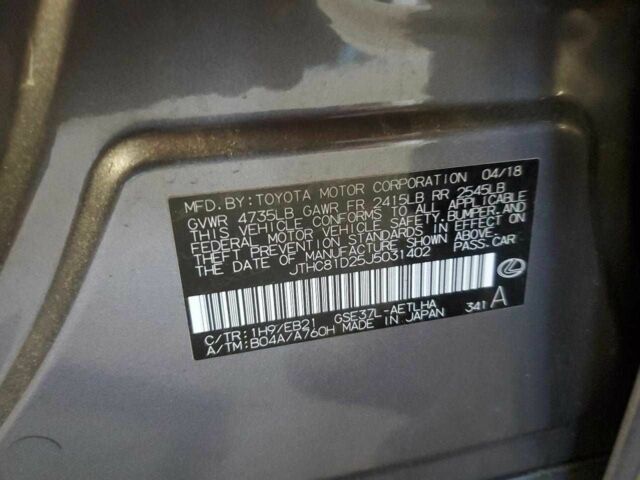 MFD. BY: TOYOTA MOTOR CORPORATION 04/18
GVWR 4735LB GAWR FR 2415LB RR 2545LB
THIS VEHICLE CONFORMS TO ALL APPLICABLE
FEDERAL MOTOR VEHICLE SAFETY, BUMPER, AND
THEFT PREVENTION STANDARDS IN EFFECT ON
THE DATE OF MANUFACTURE SHOWN ABOVE.
JTHC81D25J5031402 PASS. CAR
C/TR: 1H9/EB21 GSE37L-AETLHA 341 A
A/TM: B04A/A760H MADE IN JAPAN